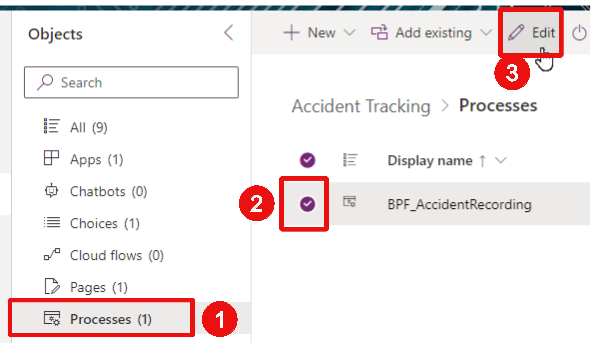 Objects
New
Add existing
Edit
3
Search
Accident Tracking > Processes
All (9)
Display name ↑
Apps (1)
Chatbots (0)
2
BPF_AccidentRecording
Choices (1)
Cloud flows (0)
Pages (1)
Processes (1)
1